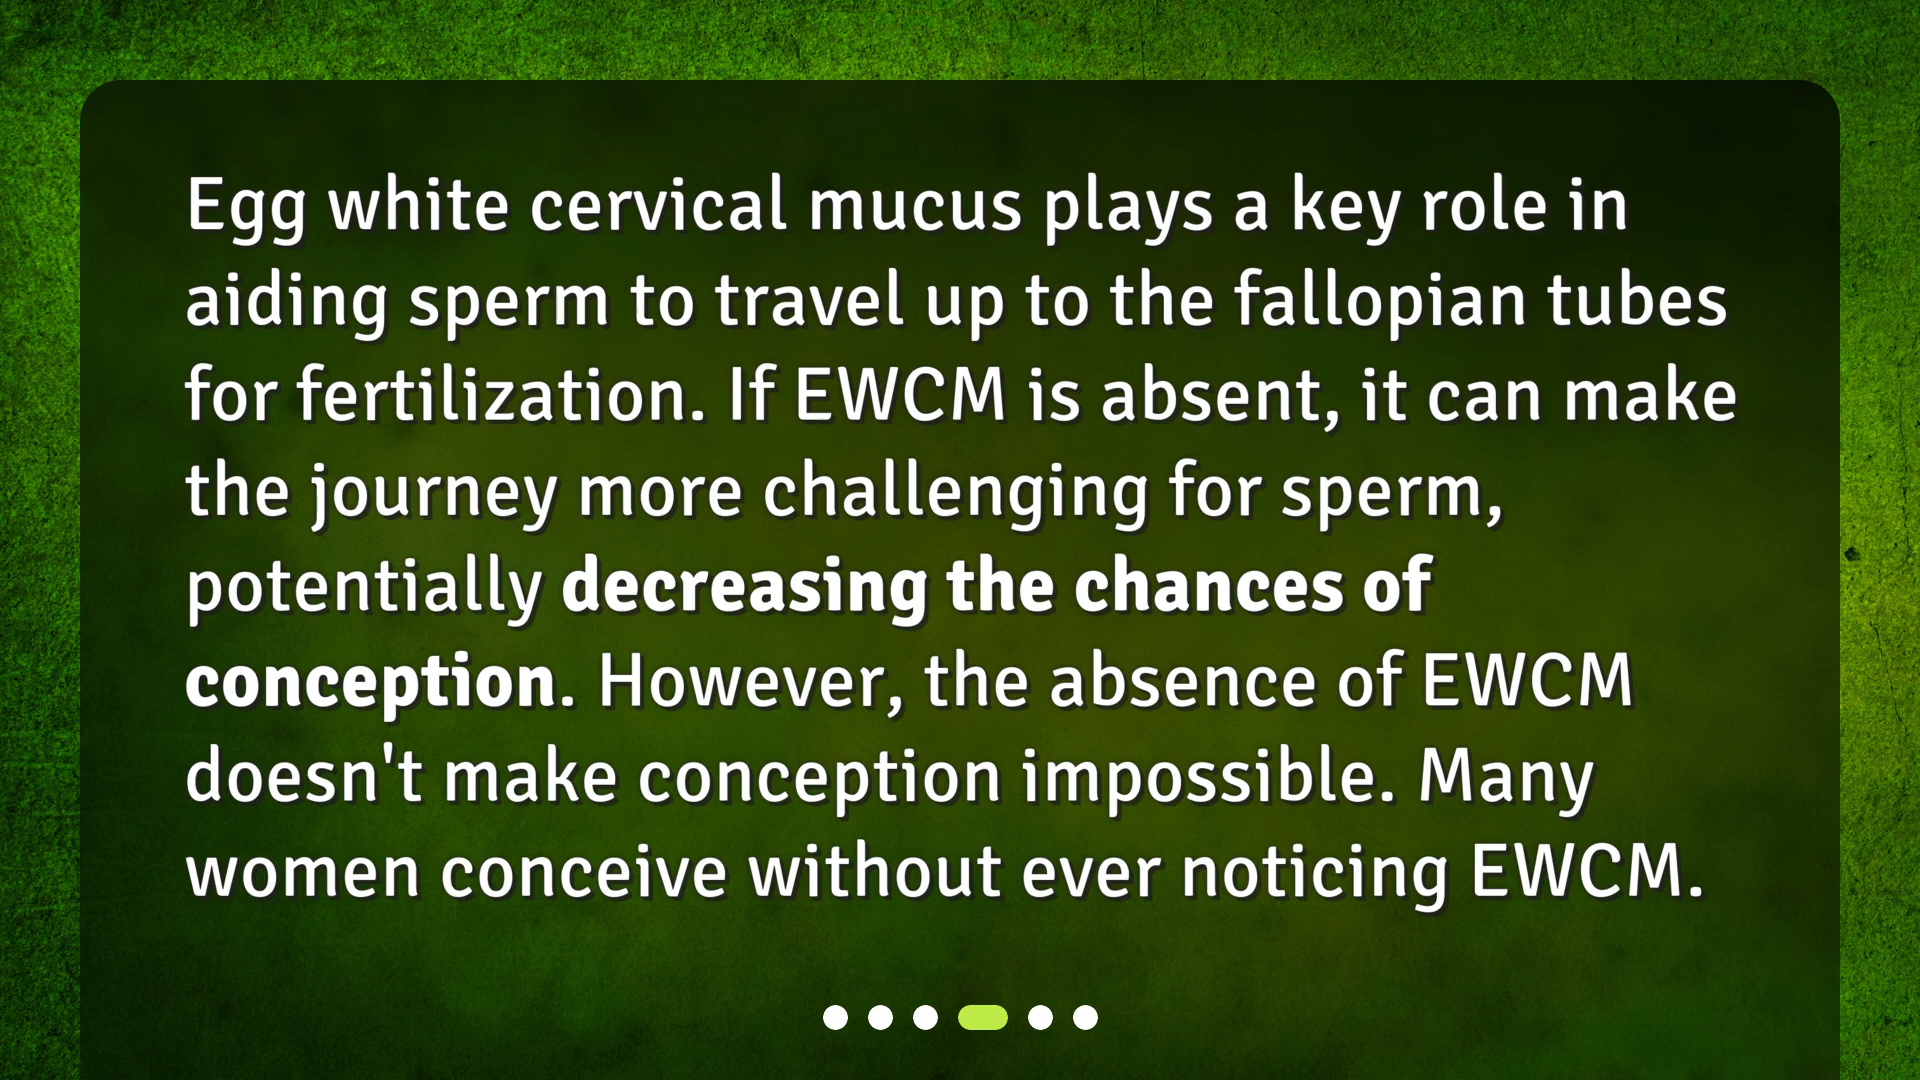 Egg white cervical mucus plays a key role in
aiding sperm to travel up to the fallopian tubes
for fertilization. If EWCM is absent, it can make
the journey more challenging for sperm,
potentially decreasing the chances of
conception. However, the absence of EWCM
doesn't make conception impossible. Many
women conceive without ever noticing EWCM.